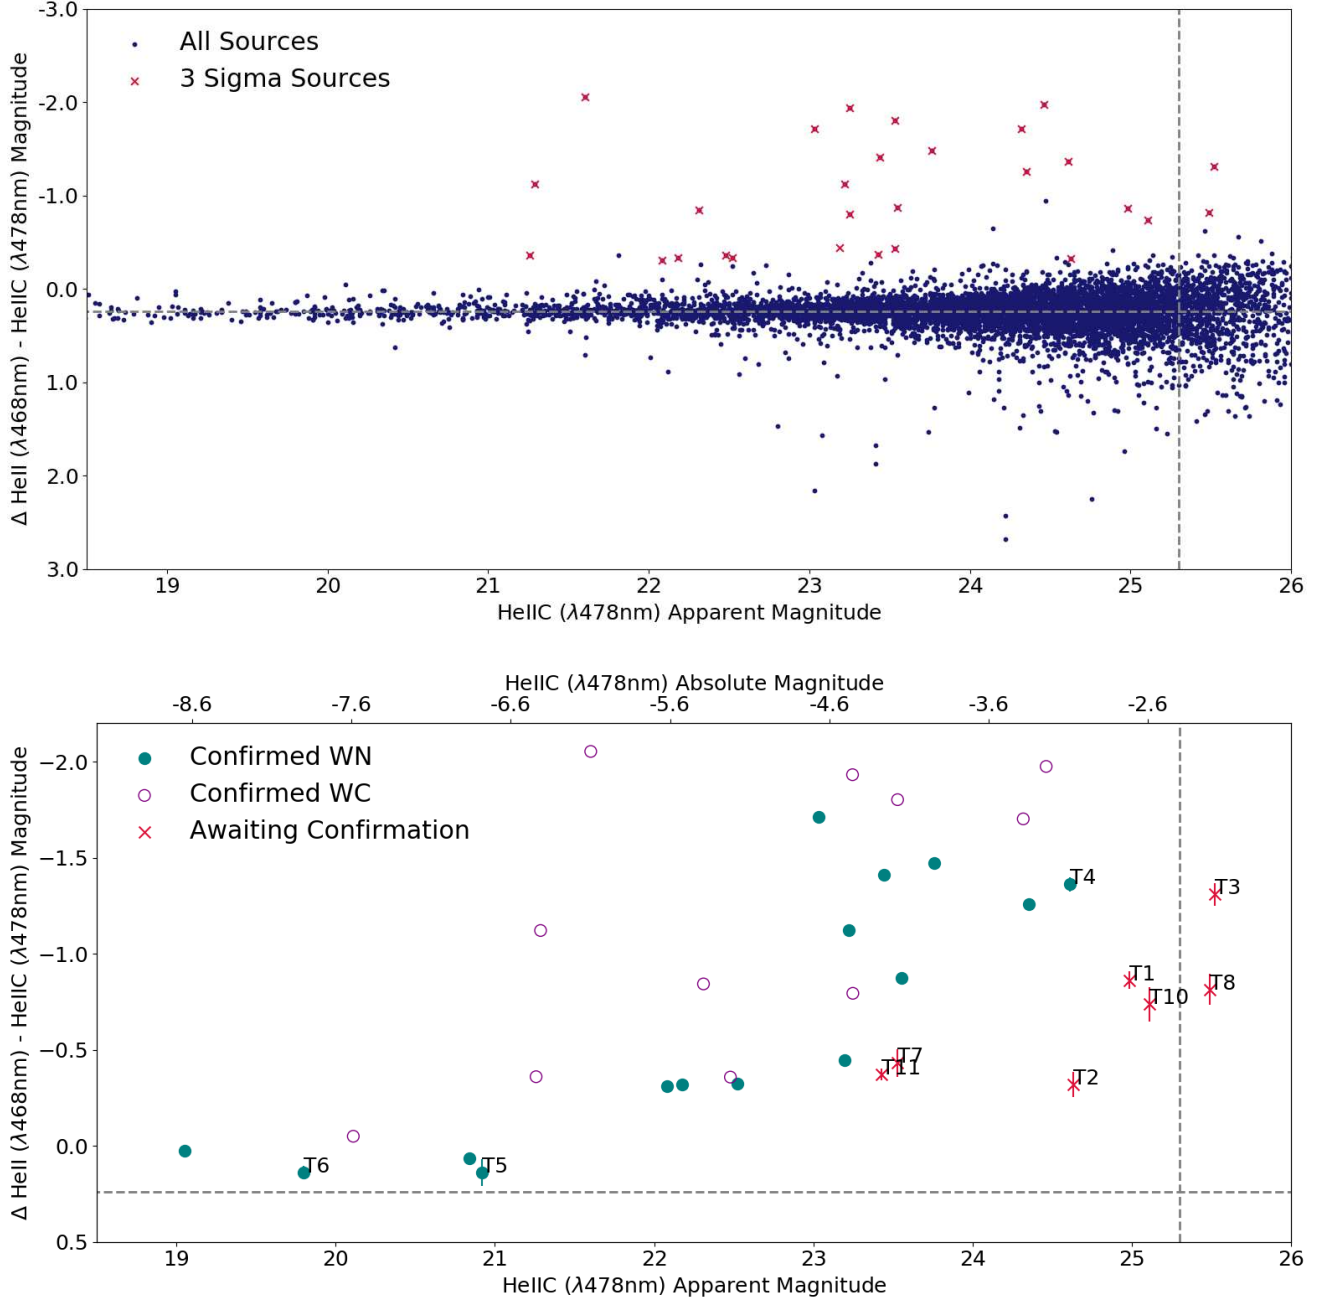 -3.0
-2.0
-1.0
0.0
1.0
2.0
3.0
Δ HeII (λ468nm) - HeIIC (λ478nm) Magnitude
All Sources
3 Sigma Sources
19 20 21 22 23 24 25 26
HeIIC (λ478nm) Apparent Magnitude
HeIIC (λ478nm) Absolute Magnitude
-8.6 -7.6 -6.6 -5.6 -4.6 -3.6 -2.6
−2.0
−1.5
−1.0
−0.5
0.0
0.5
Δ HeII (λ468nm) - HeIIC (λ478nm) Magnitude
Confirmed WN
Confirmed WC
Awaiting Confirmation
T4
T3
T1
T8
T10
T7
T11
T2
T6
T5
19 20 21 22 23 24 25 26
HeIIC (λ478nm) Apparent Magnitude